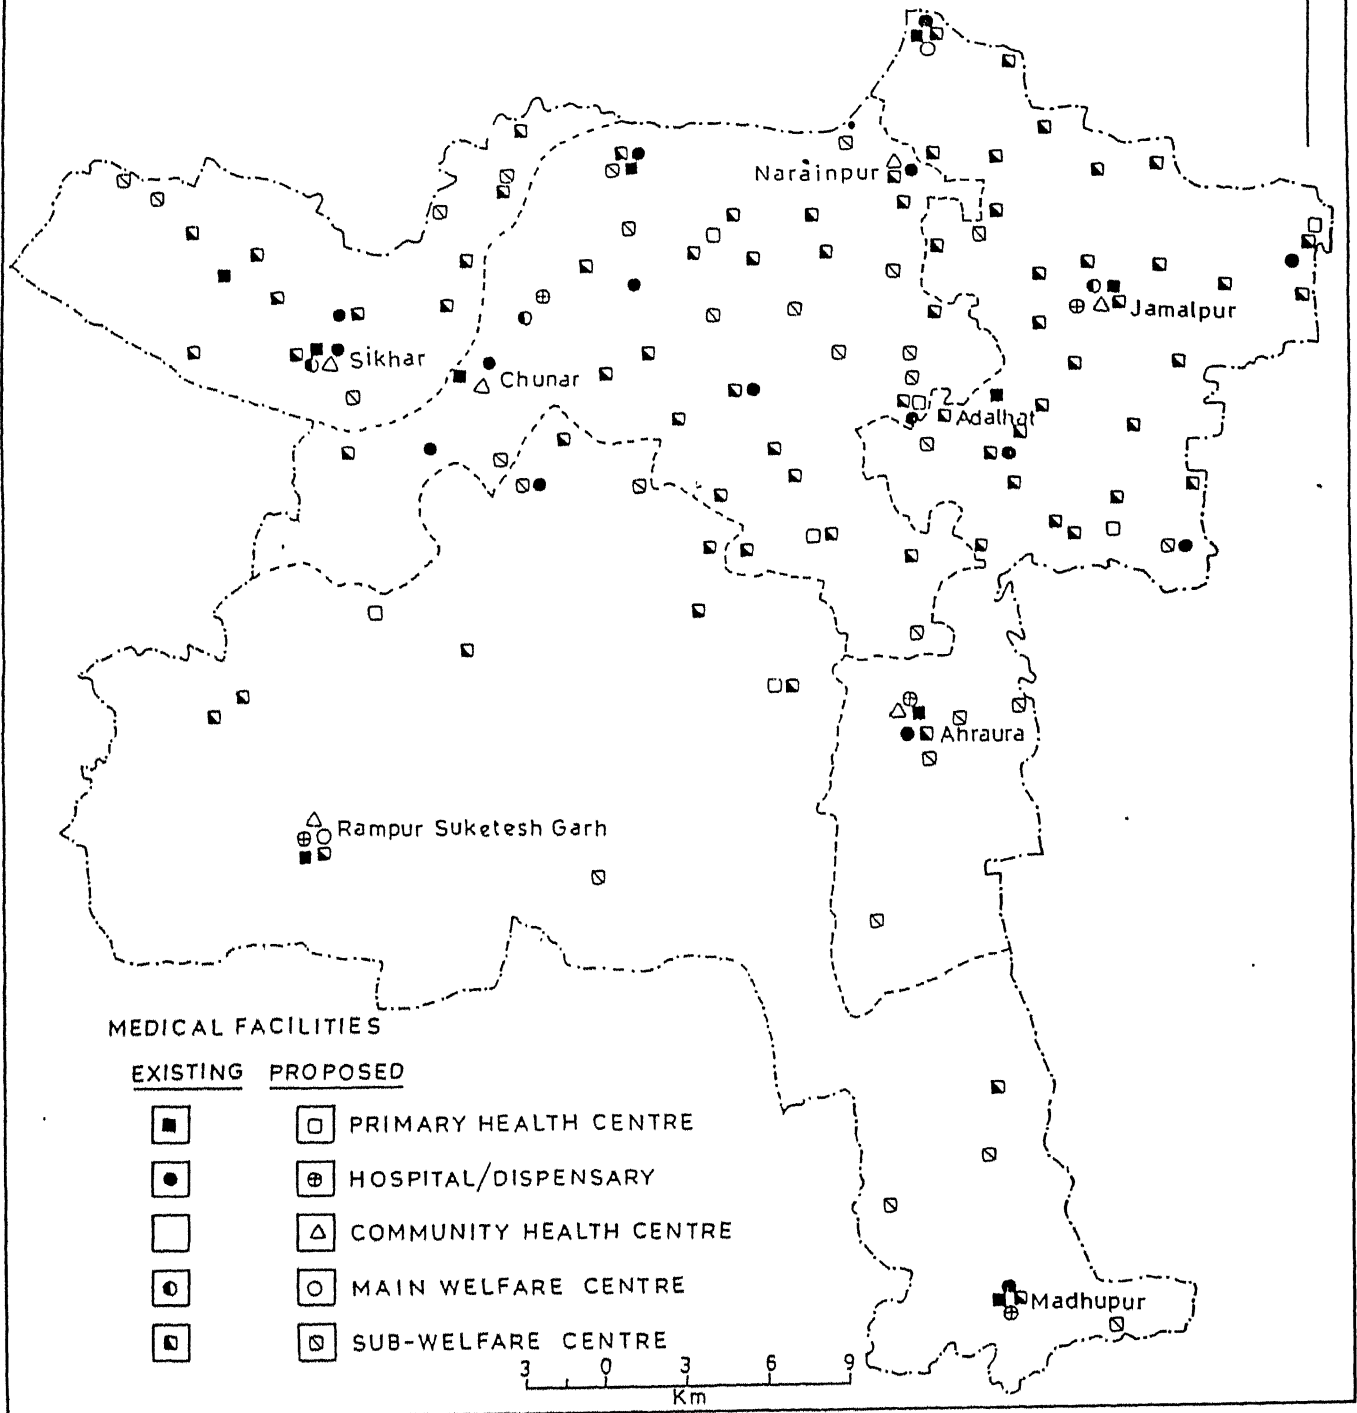 Narainpur
Jamalpur
Sikhar
Chunar
Adalhat
Ahraura
Rampur Suketesh Garh
MEDICAL FACILITIES
EXISTING PROPOSED
PRIMARY HEALTH CENTRE
HOSPITAL/DISPENSARY
COMMUNITY HEALTH CENTRE
MAIN WELFARE CENTRE
SUB-WELFARE CENTRE
Madhupur
3 0 3 6 9
Km